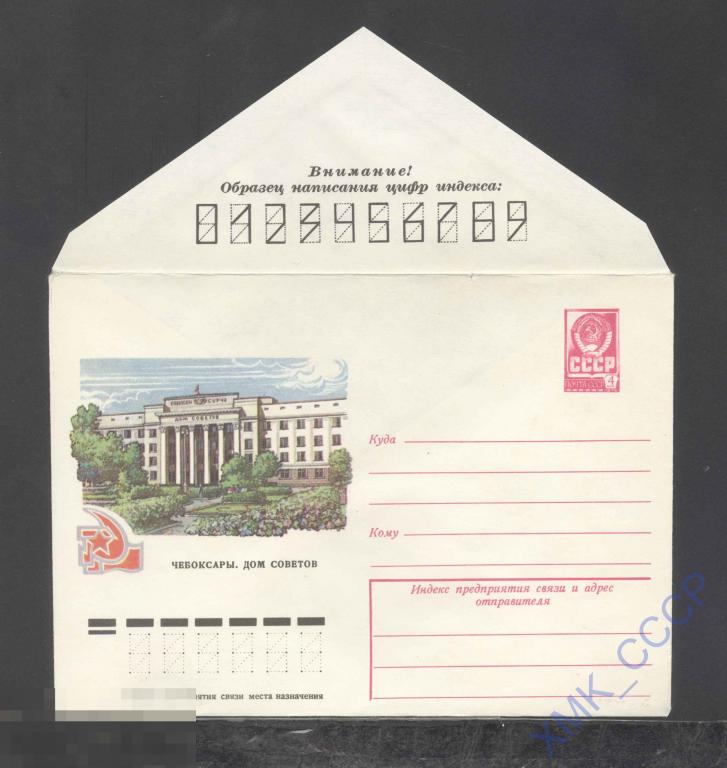 Внимание!
Образец написания цифр индекса:
0123456789
СССР
ПОЧТА СССР 4
ДОМ СОВЕТОВ
Куда
Кому
ЧЕБОКСАРЫ. ДОМ СОВЕТОВ
Индекс предприятия связи и адрес
отправителя
связи места назначения
ХМК_СССР